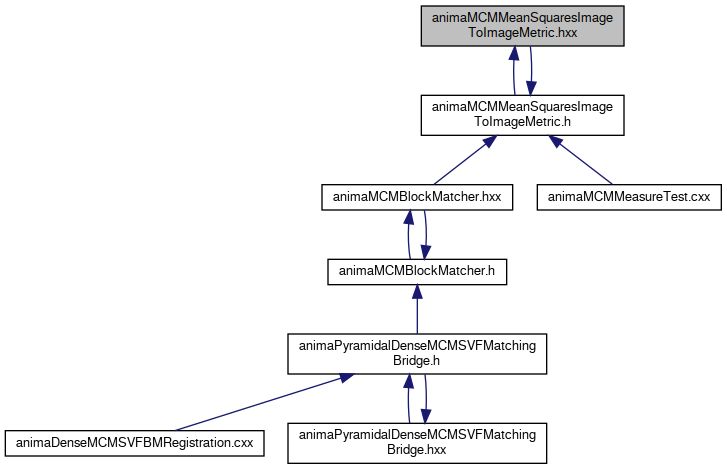 animaMCMMeanSquaresImage
ToImageMetric.hxx
animaMCMMeanSquaresImage
ToImageMetric.h
animaMCMBlockMatcher.hxx
animaMCMMeasureTest.cxx
animaMCMBlockMatcher.h
animaPyramidalDenseMCMSVFMatching
Bridge.h
animaDenseMCMSVFBMRegistration.cxx
animaPyramidalDenseMCMSVFMatching
Bridge.hxx